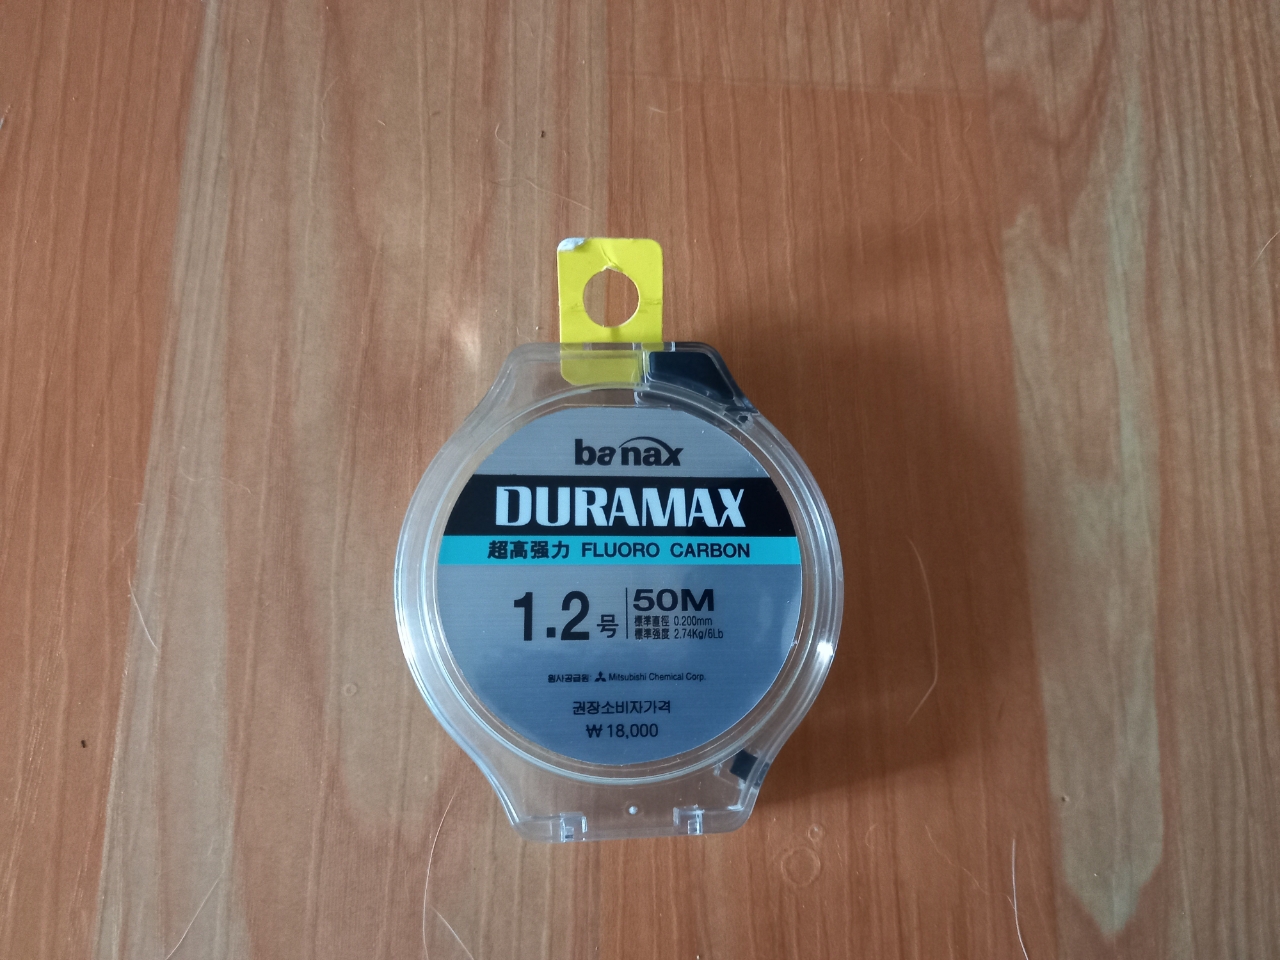 banax
DURAMAX
超高强力 FLUORO CARBON
1.2号
50M
標準直徑 0.200mm
標準强度 2.74Kg/6Lb
원사공급원 Mitsubishi Chemical Corp.
권장소비자가격
₩18,000